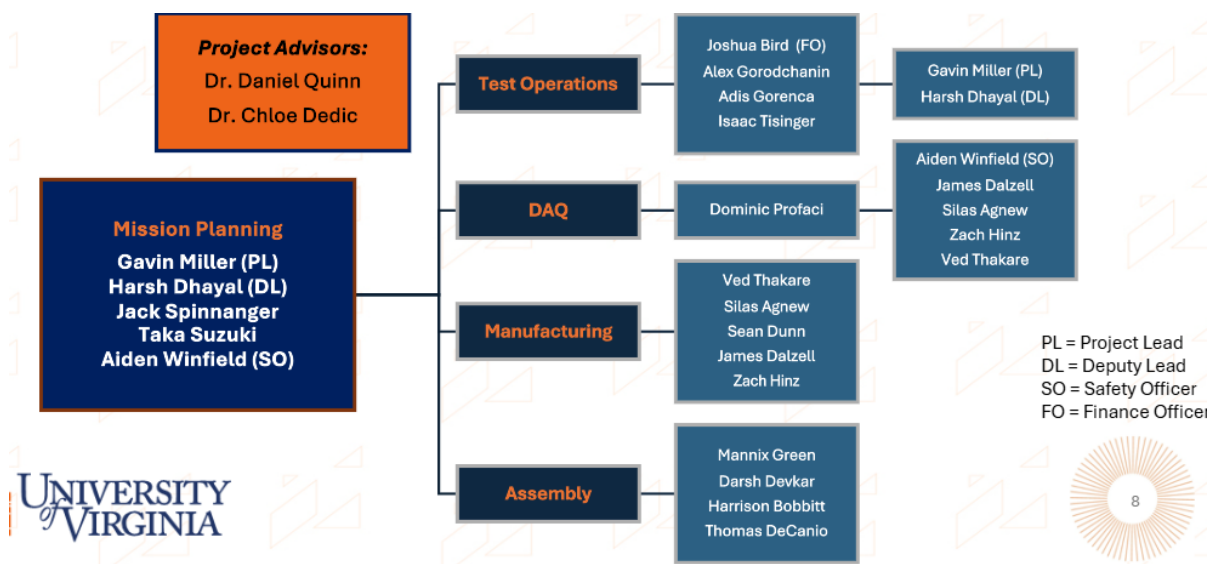 Project Advisors:
Dr. Daniel Quinn
Dr. Chloe Dedic
Mission Planning
Gavin Miller (PL)
Harsh Dhayal (DL)
Jack Spinnanger
Taka Suzuki
Aiden Winfield (SO)
Test Operations
Joshua Bird (FO)
Alex Gorodchanin
Adis Gorenca
Isaac Tisinger
Gavin Miller (PL)
Harsh Dhayal (DL)
DAQ
Dominic Profaci
Aiden Winfield (SO)
James Dalzell
Silas Agnew
Zach Hinz
Ved Thakare
Manufacturing
Ved Thakare
Silas Agnew
Sean Dunn
James Dalzell
Zach Hinz
Assembly
Mannix Green
Darsh Devkar
Harrison Bobbitt
Thomas DeCanio
PL = Project Lead
DL = Deputy Lead
SO = Safety Officer
FO = Finance Officer
UNIVERSITY
of VIRGINIA
8